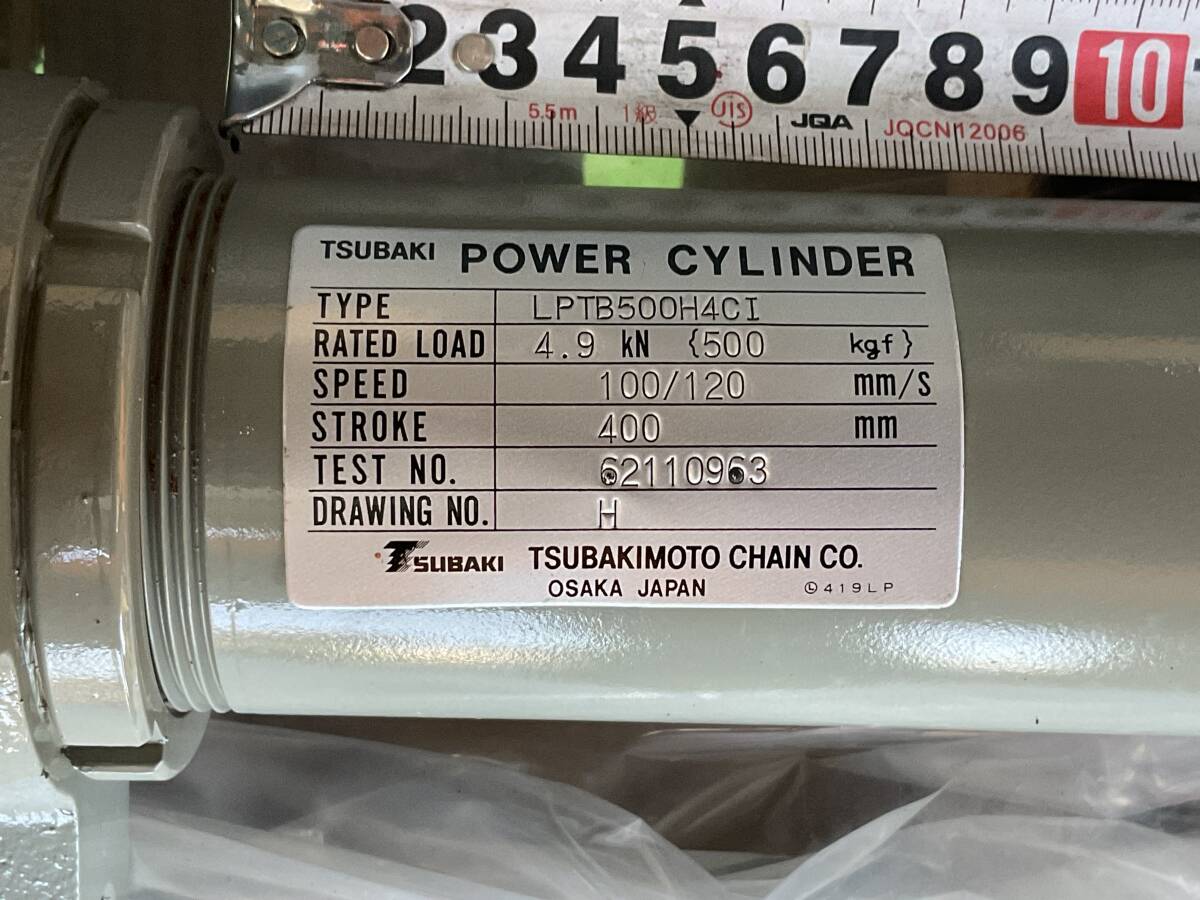 2 3 4 5 6 7 8 9 10
5.5m 1級 JIS JQA JQCN12006
TSUBAKI POWER CYLINDER
TYPE LPTB500H4CI
RATED LOAD 4.9 kN {500 kgf}
SPEED 100/120 mm/S
STROKE 400 mm
TEST NO. 62110963
DRAWING NO. H
TSUBAKI TSUBAKIMOTO CHAIN CO.
OSAKA JAPAN Ⓛ419LP